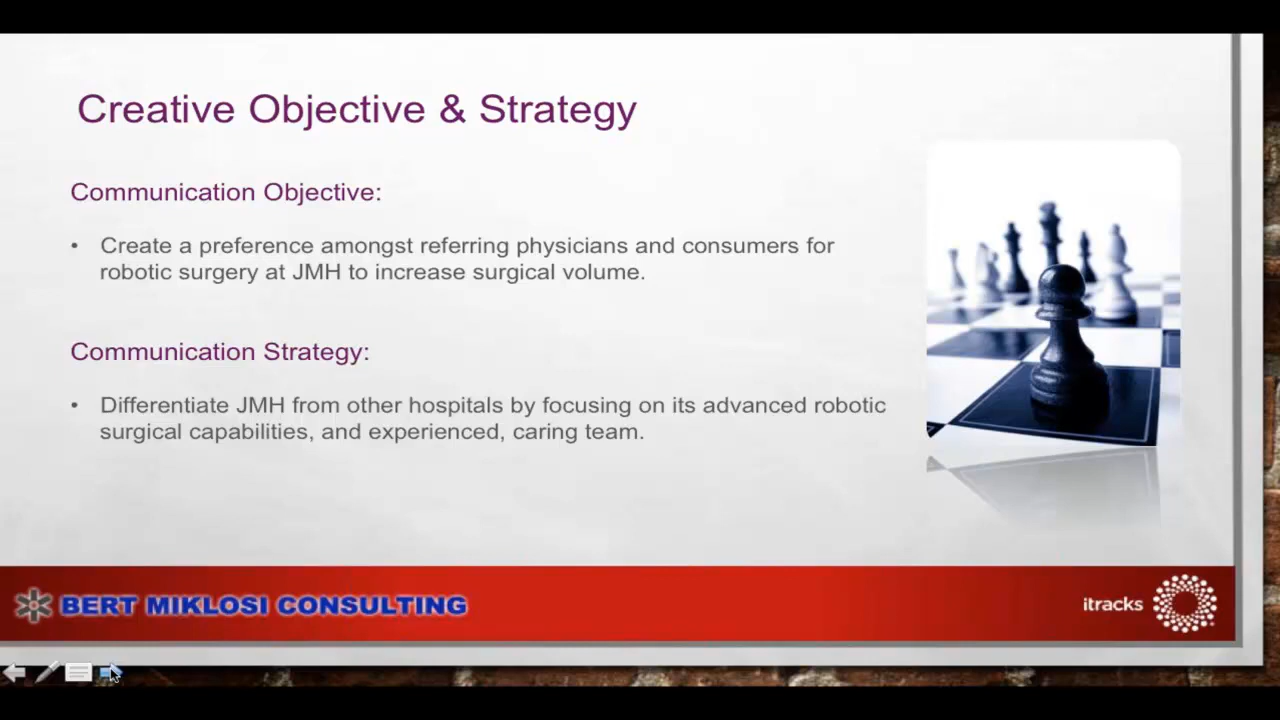 Creative Objective & Strategy
Communication Objective:
• Create a preference amongst referring physicians and consumers for
robotic surgery at JMH to increase surgical volume.
Communication Strategy:
• Differentiate JMH from other hospitals by focusing on its advanced robotic
surgical capabilities, and experienced, caring team.
BERT MIKLOSI CONSULTING
itracks